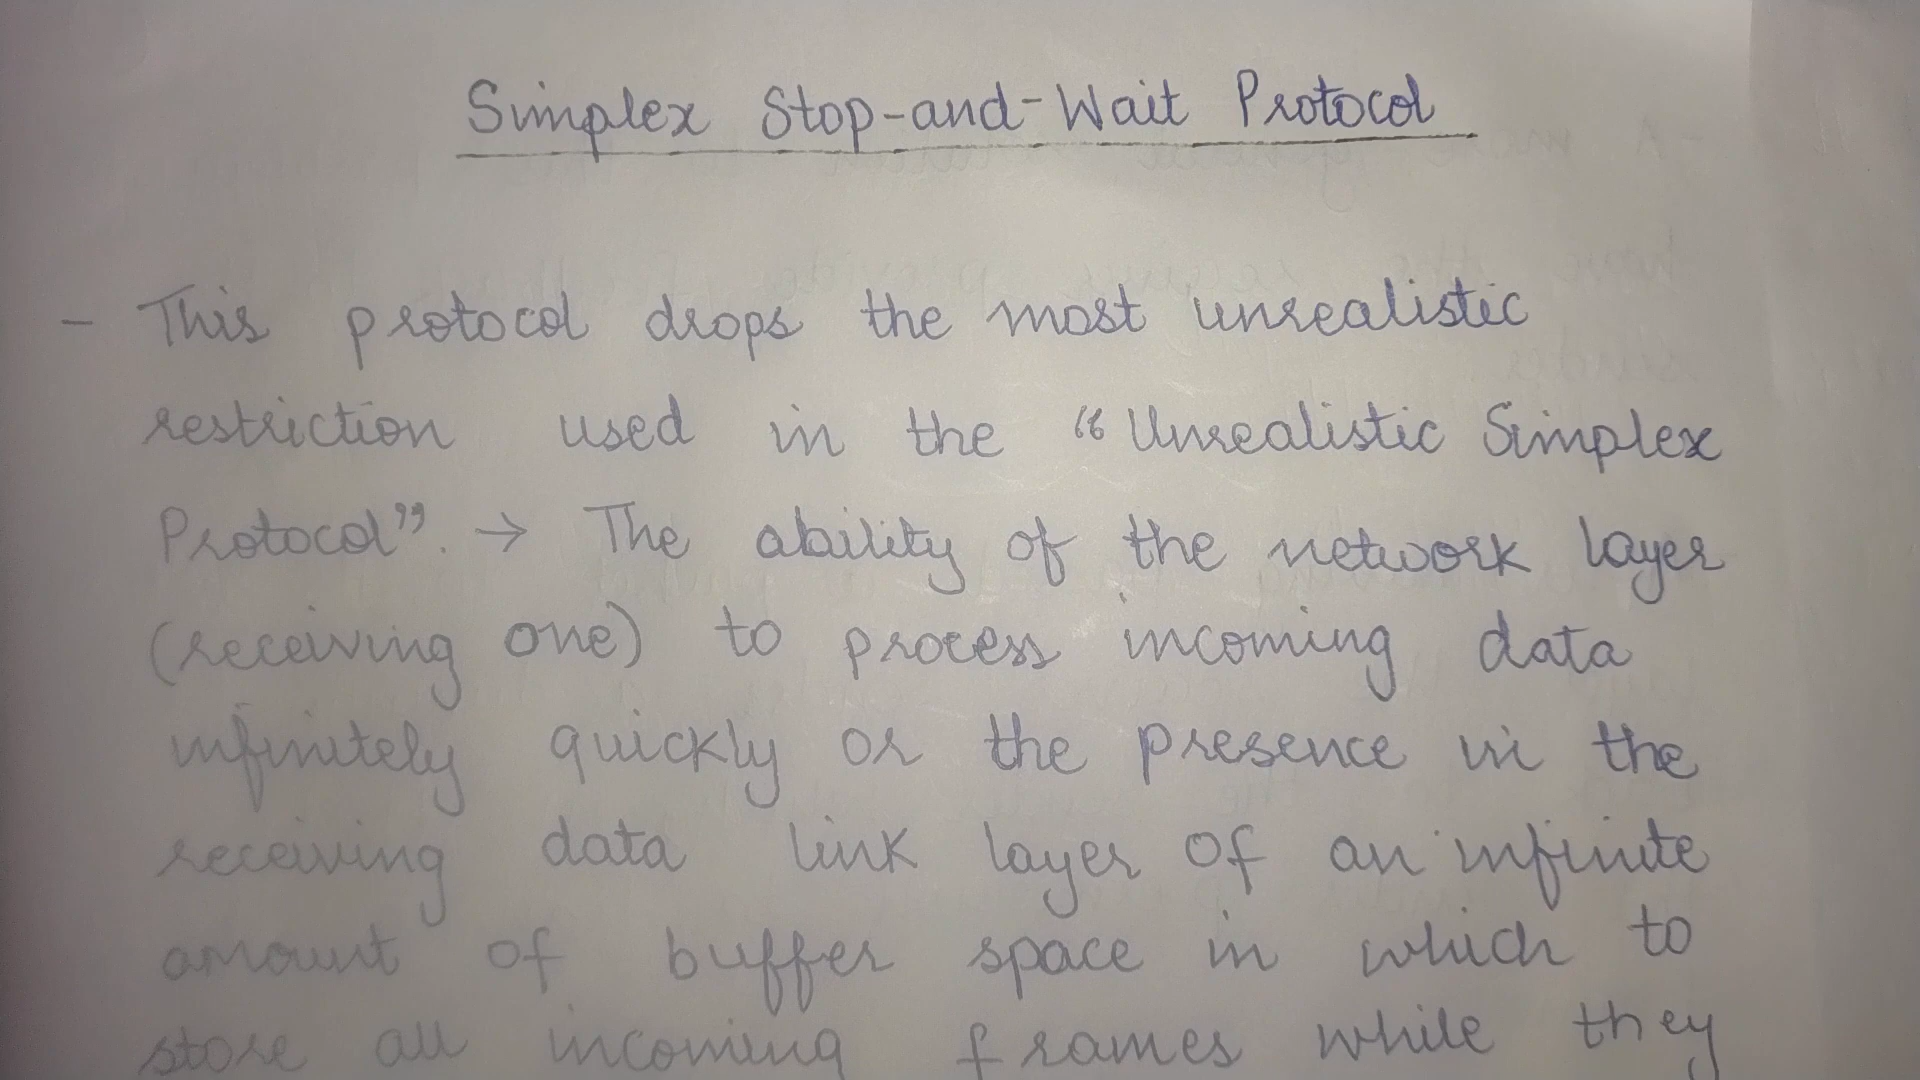 Simplex Stop-and-Wait Protocol
- This protocol drops the most unrealistic
restriction used in the “Unrealistic Simplex
Protocol”. → The ability of the network layer
(receiving one) to process incoming data
infinitely quickly or the presence in the
receiving data link layer of an infinite
amount of buffer space in which to
store all incoming frames while they